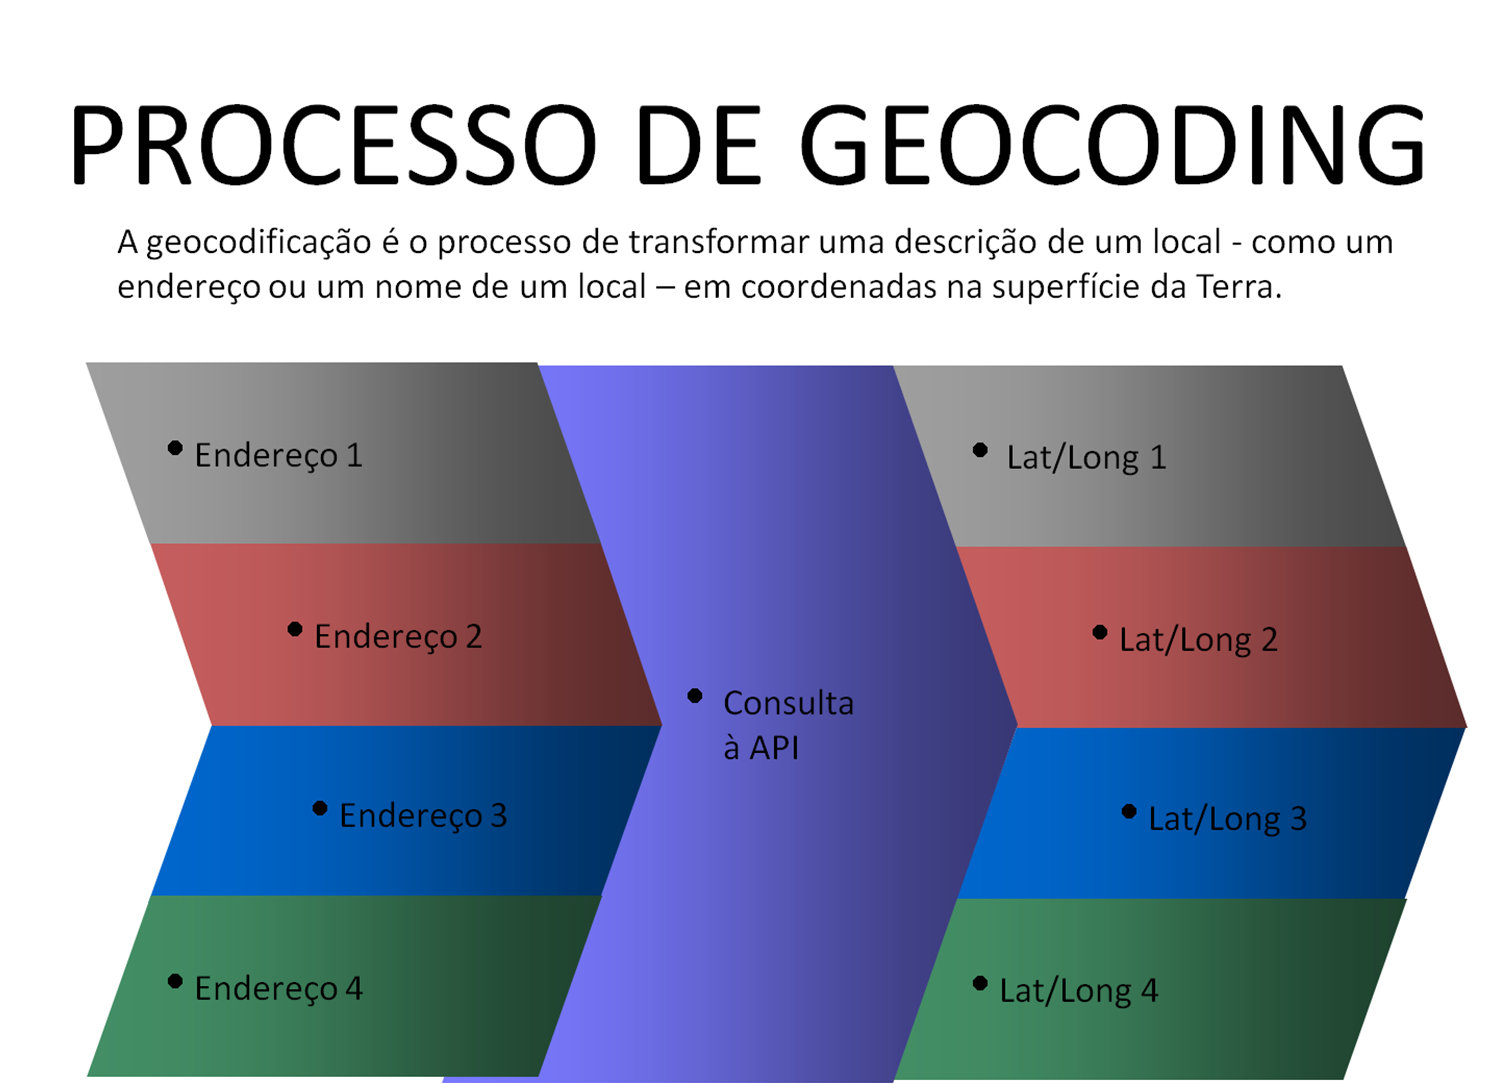 PROCESSO DE GEOCODING
A geocodificação é o processo de transformar uma descrição de um local - como um
endereço ou um nome de um local – em coordenadas na superfície da Terra.
• Endereço 1
• Endereço 2
• Endereço 3
• Endereço 4
• Consulta
à API
• Lat/Long 1
• Lat/Long 2
• Lat/Long 3
• Lat/Long 4